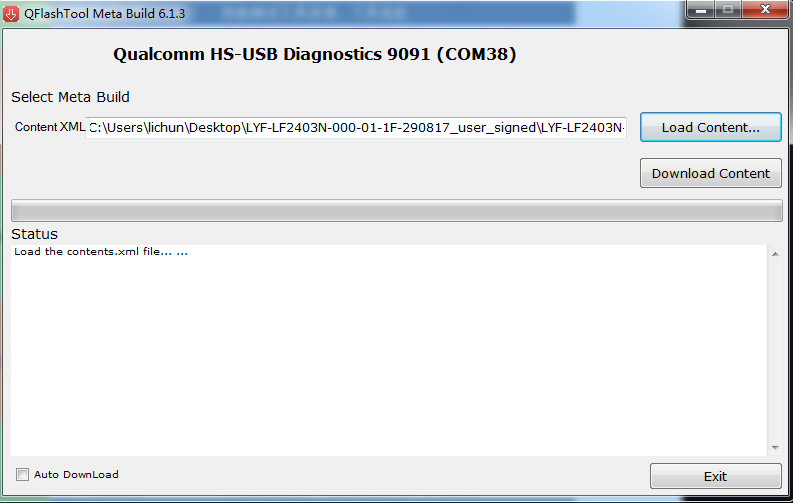 QFlashTool Meta Build 6.1.3
Qualcomm HS-USB Diagnostics 9091 (COM38)
Select Meta Build
Content XML C:\Users\lichun\Desktop\LYF-LF2403N-000-01-1F-290817_user_signed\LYF-LF2403N- Load Content...
Download Content
Status
Load the contents.xml file... ...
Auto DownLoad Exit